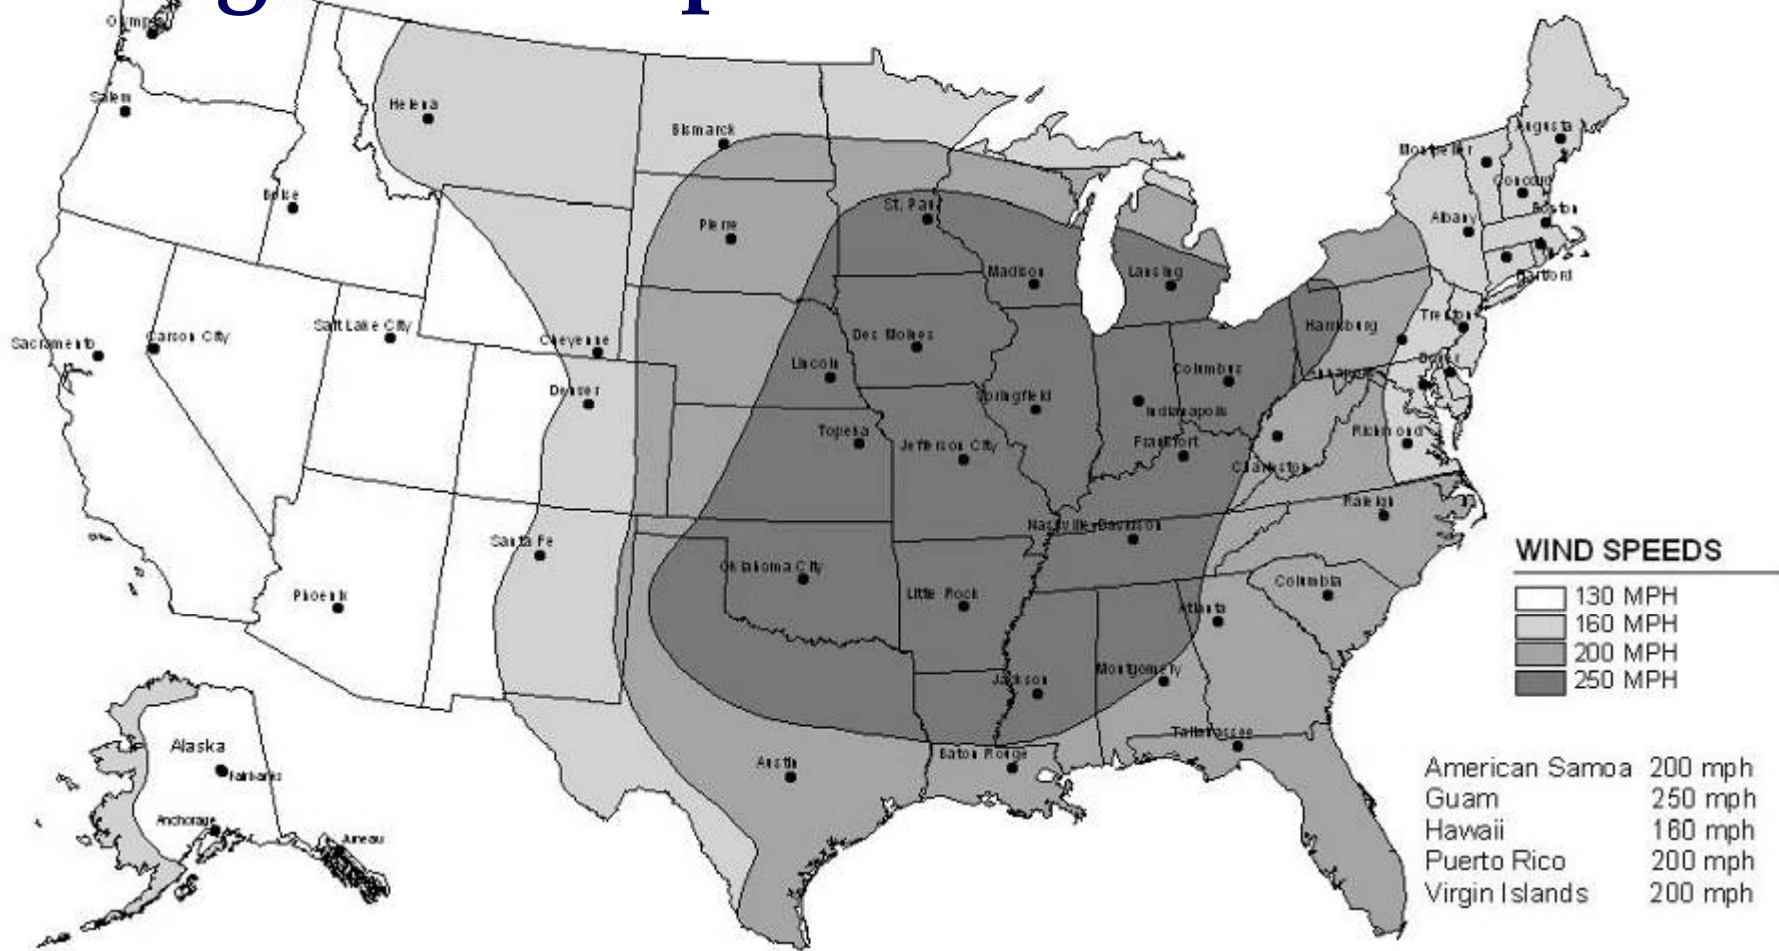 Olympia
Salem
Helena
Bismarck
Augusta
Montpelier
Concord
Boise
St. Paul
Boston
Albany
Pierre
Madison
Lansing
Hartford
Sacramento
Carson City
Salt Lake City
Cheyenne
Des Moines
Harrisburg
Trenton
Lincoln
Columbus
Dover
Annapolis
Denver
Springfield
Indianapolis
Topeka
Jefferson City
Frankfort
Richmond
Charleston
Raleigh
Nashville-Davidson
Santa Fe
Oklahoma City
Little Rock
Columbia
Phoenix
Atlanta
Jackson
Montgomery
Tallahassee
Austin
Baton Rouge
WIND SPEEDS
130 MPH
160 MPH
200 MPH
250 MPH
Alaska
Fairbanks
Anchorage
Juneau
American Samoa 200 mph
Guam 250 mph
Hawaii 160 mph
Puerto Rico 200 mph
Virgin Islands 200 mph